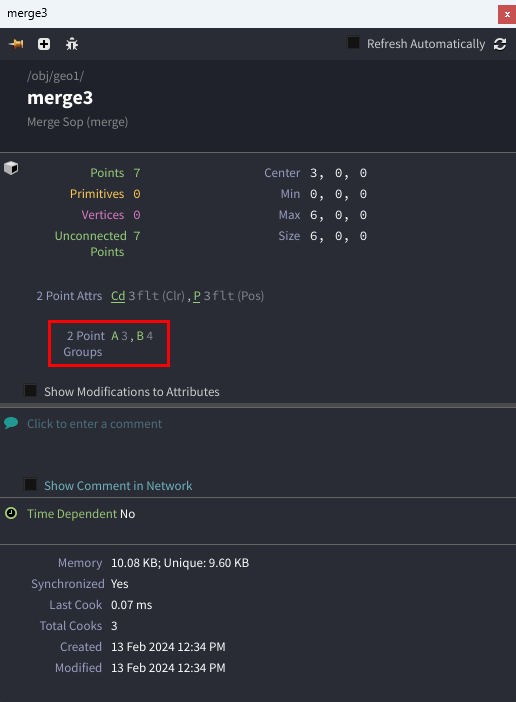 merge3
x
Refresh Automatically
/obj/geo1/
merge3
Merge Sop (merge)
Points 7 Center 3, 0, 0
Primitives 0 Min 0, 0, 0
Vertices 0 Max 6, 0, 0
Unconnected 7 Size 6, 0, 0
Points
2 Point Attrs Cd 3flt (Clr) , P 3flt (Pos)
2 Point A 3 , B 4
Groups
Show Modifications to Attributes
Click to enter a comment
Show Comment in Network
Time Dependent No
Memory 10.08 KB; Unique: 9.60 KB
Synchronized Yes
Last Cook 0.07 ms
Total Cooks 3
Created 13 Feb 2024 12:34 PM
Modified 13 Feb 2024 12:34 PM